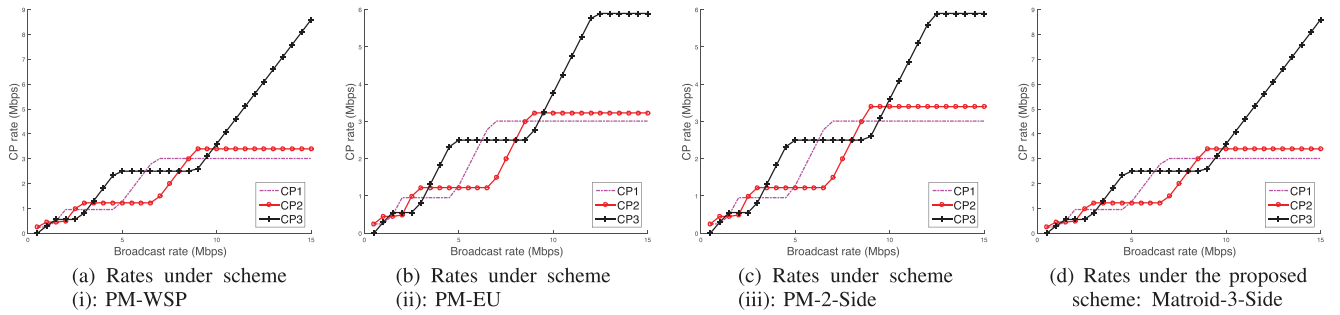 9
8
7
6
5
4
3
2
1
0
CP rate (Mbps)
0 5 10 15
Broadcast rate (Mbps)
CP1
CP2
CP3
(a) Rates under scheme
(i): PM-WSP
6
5
4
3
2
1
0
CP rate (Mbps)
0 5 10 15
Broadcast rate (Mbps)
CP1
CP2
CP3
(b) Rates under scheme
(ii): PM-EU
6
5
4
3
2
1
0
CP rate (Mbps)
0 5 10 15
Broadcast rate (Mbps)
CP1
CP2
CP3
(c) Rates under scheme
(iii): PM-2-Side
9
8
7
6
5
4
3
2
1
0
CP rate (Mbps)
0 5 10 15
Broadcast rate (Mbps)
CP1
CP2
CP3
(d) Rates under the proposed
scheme: Matroid-3-Side